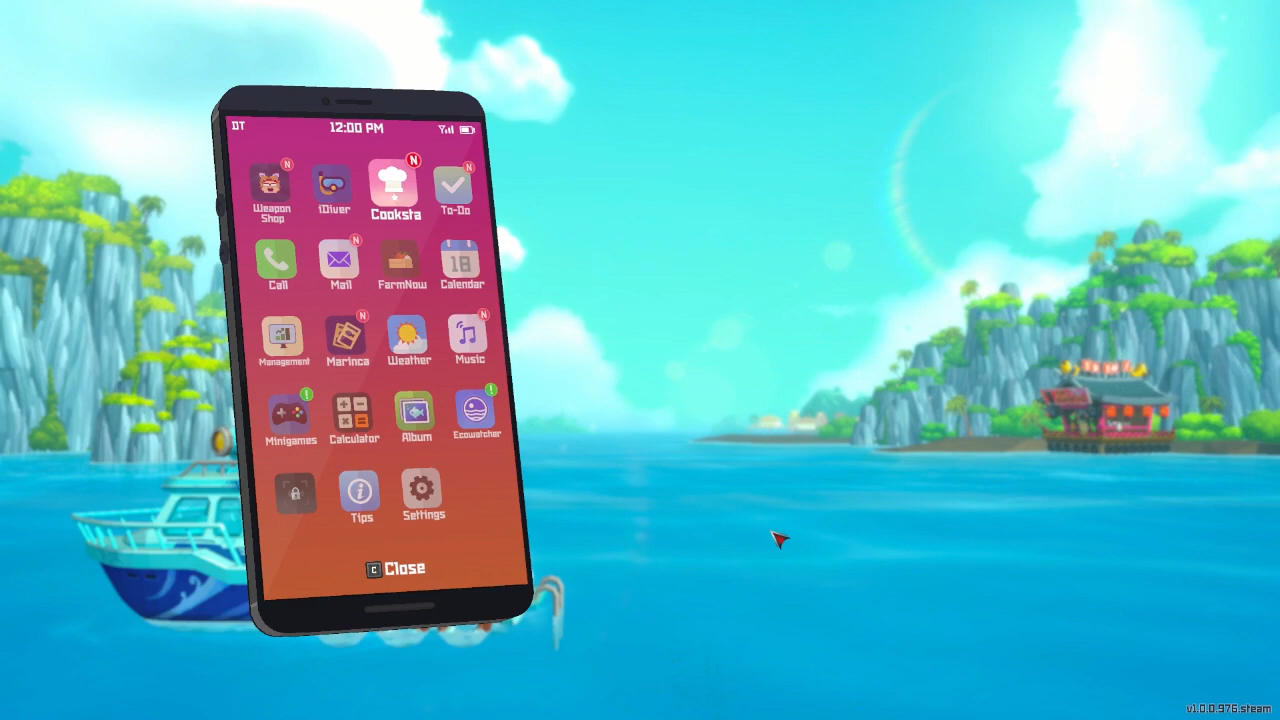 DT
12:00 PM
N
N
N
Weapon
Shop
iDiver
Cooksta
To-Do
N
18
Call
Mail
FarmNow
Calendar
N
N
Management
Marinca
Weather
Music
!
!
Minigames
Calculator
Album
Ecowatcher
Tips
Settings
C Close
v1.0.0.976.steam